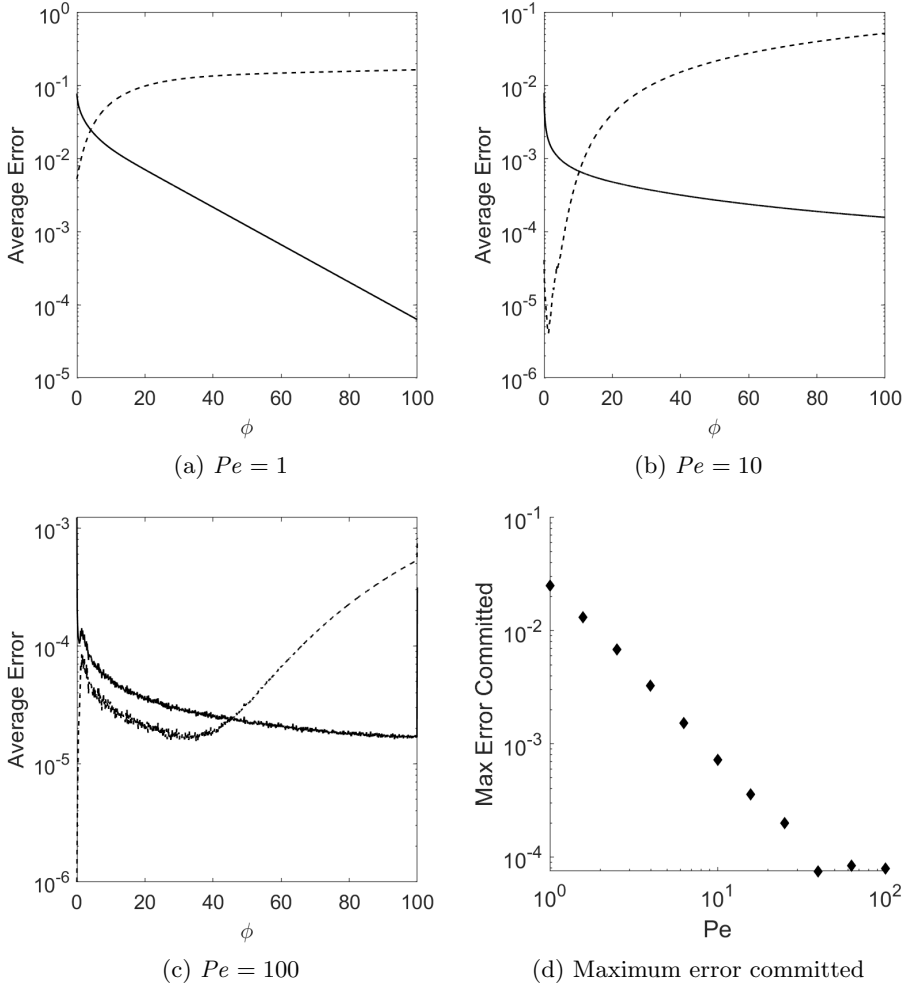 10^0
10^-1
10^-2
10^-3
10^-4
10^-5
Average Error
0 20 40 60 80 100
ϕ
(a) Pe = 1
10^-1
10^-2
10^-3
10^-4
10^-5
10^-6
Average Error
0 20 40 60 80 100
ϕ
(b) Pe = 10
10^-3
10^-4
10^-5
10^-6
Average Error
0 20 40 60 80 100
ϕ
(c) Pe = 100
10^-1
10^-2
10^-3
10^-4
Max Error Committed
10^0 10^1 10^2
Pe
(d) Maximum error committed